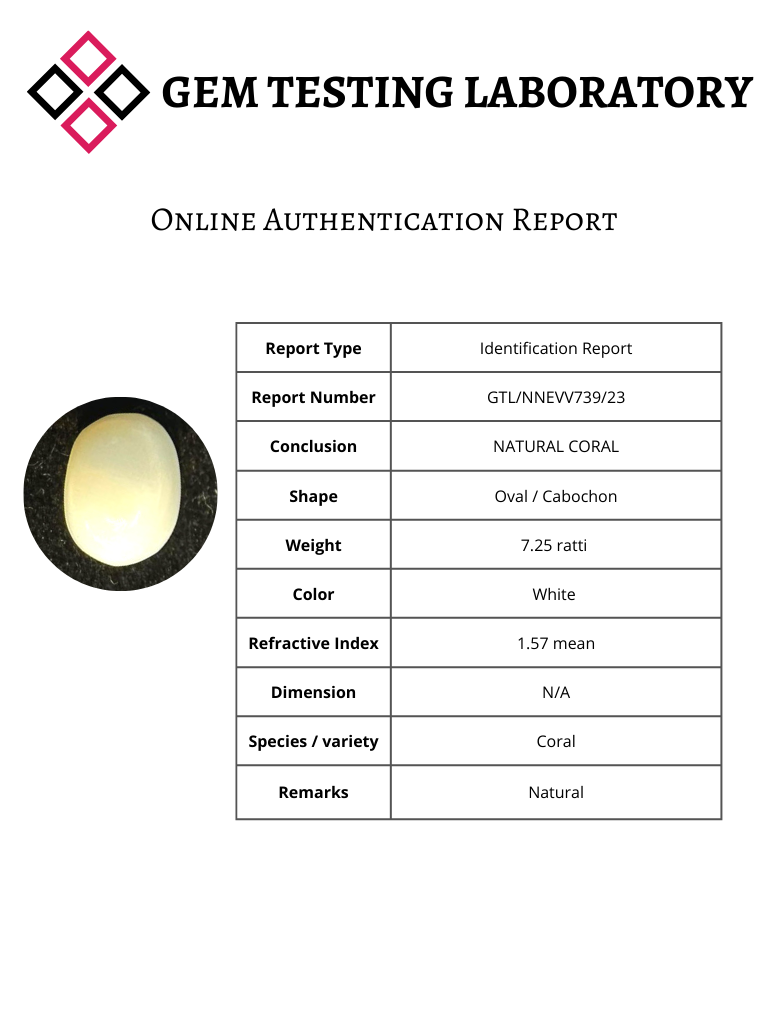 GEM TESTING LABORATORY
Online Authentication Report
Report Type Identification Report
Report Number GTL/NNEVV739/23
Conclusion NATURAL CORAL
Shape Oval / Cabochon
Weight 7.25 ratti
Color White
Refractive Index 1.57 mean
Dimension N/A
Species / variety Coral
Remarks Natural